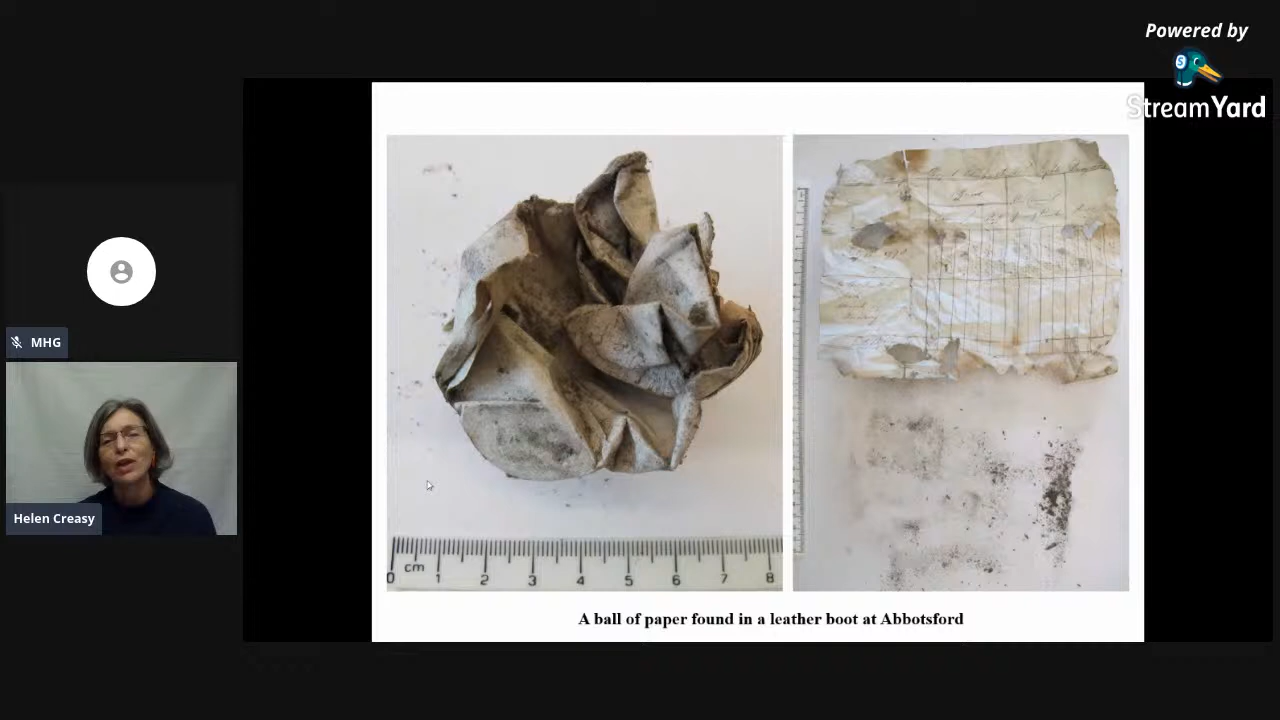 Powered by
StreamYard
MHG
Helen Creasy
0 cm 1 2 3 4 5 6 7 8
A ball of paper found in a leather boot at Abbotsford